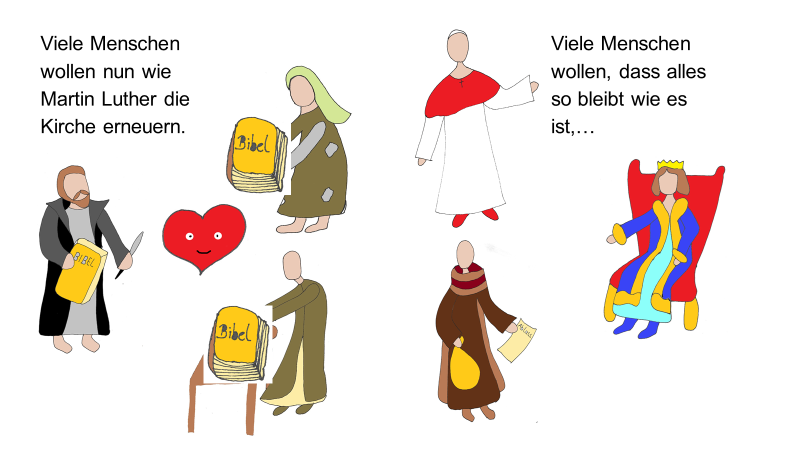 Viele Menschen
wollen nun wie
Martin Luther die
Kirche erneuern.
Viele Menschen
wollen, dass alles
so bleibt wie es
ist,…
Bibel
BIBEL
Bibel